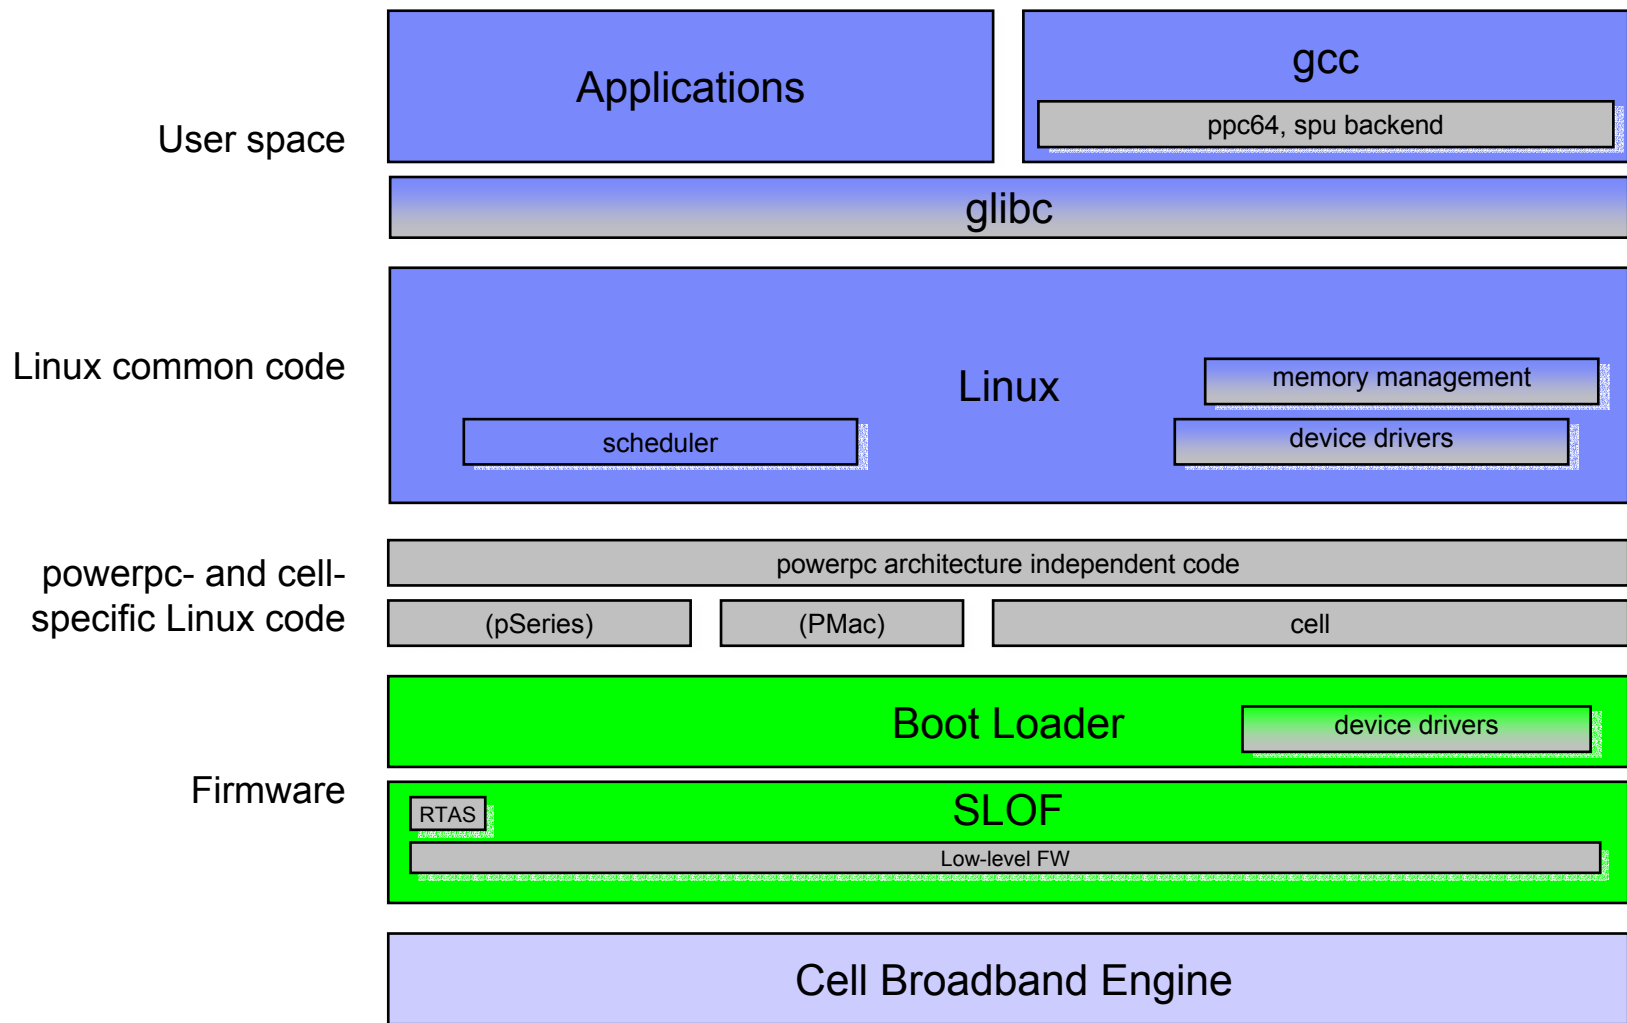 Applications
gcc
ppc64, spu backend
User space
glibc
Linux common code
Linux
memory management
scheduler
device drivers
powerpc- and cell-
specific Linux code
powerpc architecture independent code
(pSeries)
(PMac)
cell
Boot Loader
device drivers
Firmware
RTAS
SLOF
Low-level FW
Cell Broadband Engine